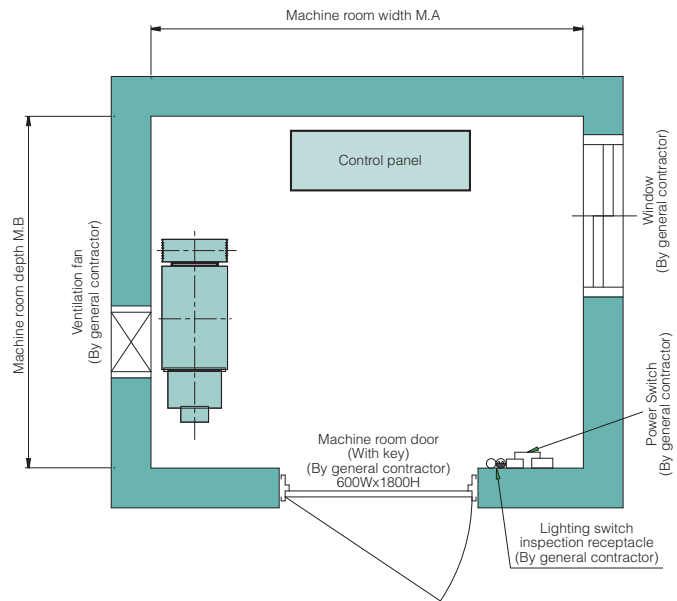 Machine room width M.A
Control panel
Machine room depth M.B
Ventilation fan
(By general contractor)
Window
(By general contractor)
Power Switch
(By general contractor)
Machine room door
(With key)
(By general contractor)
600Wx1800H
Lighting switch
inspection receptacle
(By general contractor)